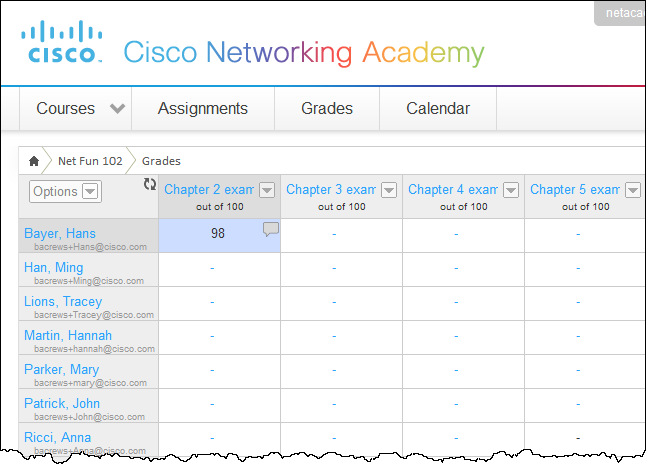 netaca
CISCO
Cisco Networking Academy
Courses Assignments Grades Calendar
Net Fun 102 Grades
Options Chapter 2 exam Chapter 3 exam Chapter 4 exam Chapter 5 exam
out of 100 out of 100 out of 100 out of 100
Bayer, Hans 98 - - -
bacrews+Hans@cisco.com
Han, Ming - - - -
bacrews+Ming@cisco.com
Lions, Tracey - - - -
bacrews+Tracey@cisco.com
Martin, Hannah - - - -
bacrews+hannah@cisco.com
Parker, Mary - - - -
bacrews+mary@cisco.com
Patrick, John - - - -
bacrews+John@cisco.com
Ricci, Anna - - - -
bacrews+Anna@cisco.com